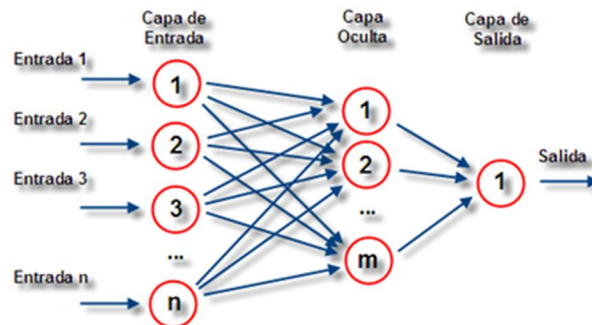 Capa de
Entrada
Capa
Oculta
Capa de
Salida
Entrada 1
1
Entrada 2
2
Entrada 3
3
...
Entrada n
n
1
2
...
m
1
Salida